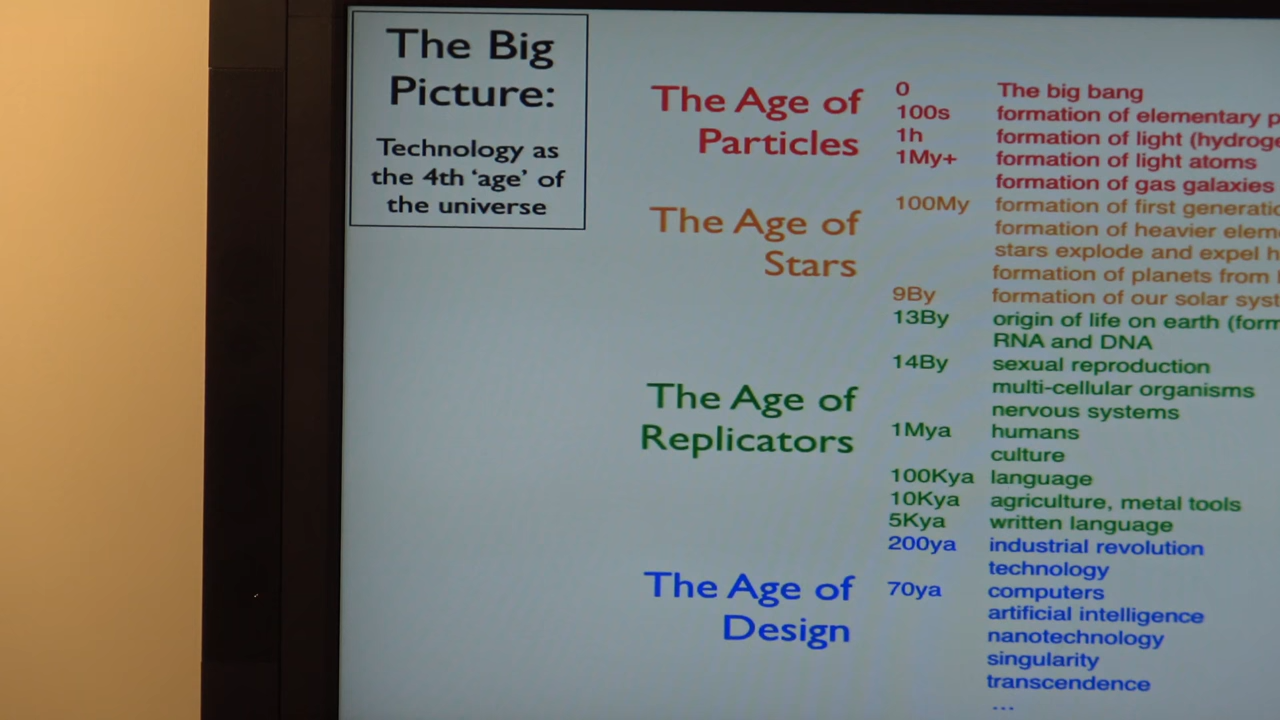 The Big
Picture:
Technology as
the 4th 'age' of
the universe
The Age of
Particles
0 The big bang
100s formation of elementary
1h formation of light
1My+ formation of light atoms
formation of gas galaxies
The Age of
Stars
100My formation of first
formation of heavier
stars explode and expel
formation of planets from
9By formation of our solar
The Age of
Replicators
13By origin of life on earth
RNA and DNA
14By sexual reproduction
multi-cellular organisms
nervous systems
1Mya humans
culture
100Kya language
10Kya agriculture, metal tools
5Kya written language
The Age of
Design
200ya industrial revolution
technology
70ya computers
artificial intelligence
nanotechnology
singularity
transcendence
...